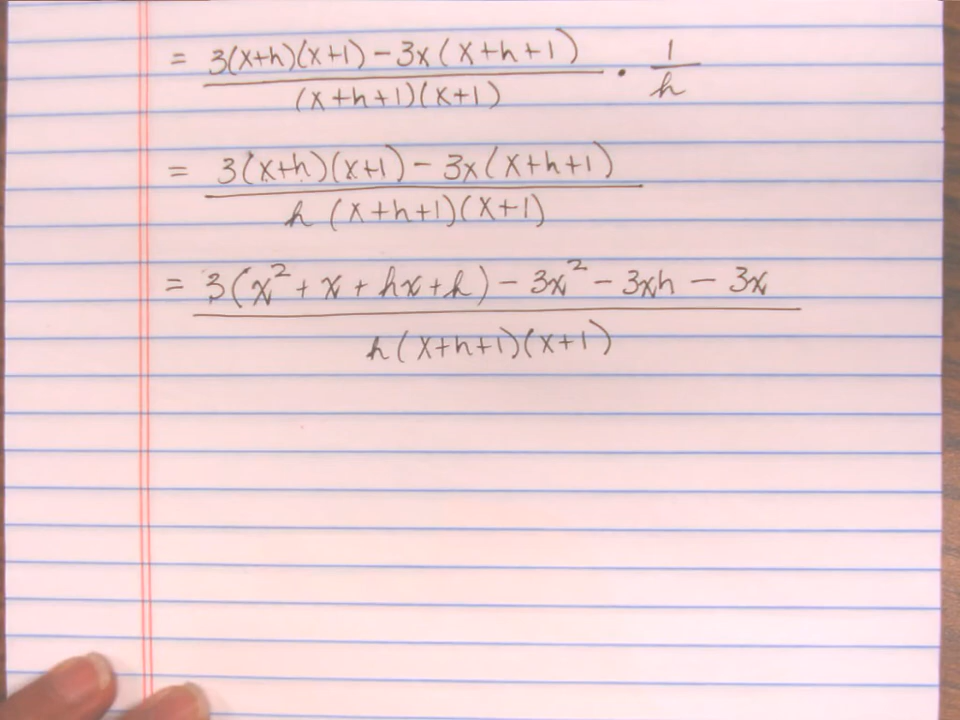 = 3(x+h)(x+1) - 3x(x+h+1) / (x+h+1)(x+1) · 1/h
= 3(x+h)(x+1) - 3x(x+h+1) / h(x+h+1)(x+1)
= 3(x² + x + hx + h) - 3x² - 3xh - 3x / h(x+h+1)(x+1)